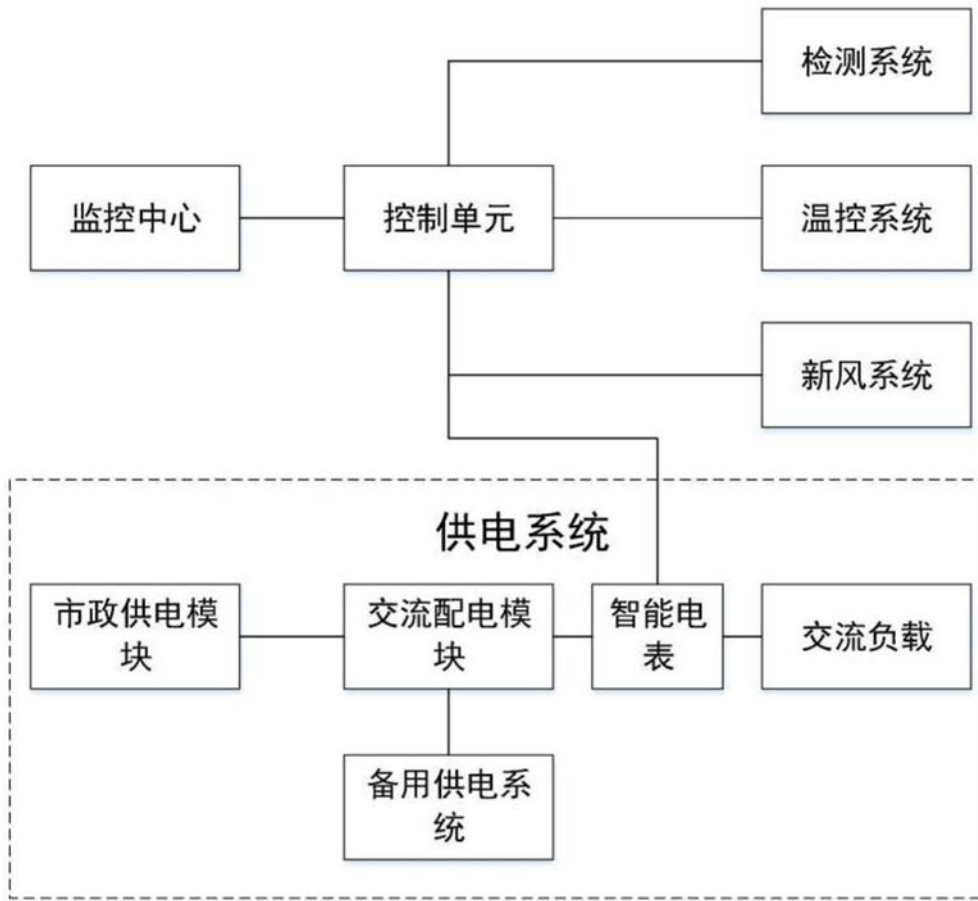 检测系统
监控中心
控制单元
温控系统
新风系统
供电系统
市政供电模
块
交流配电模
块
智能电
表
交流负载
备用供电系
统